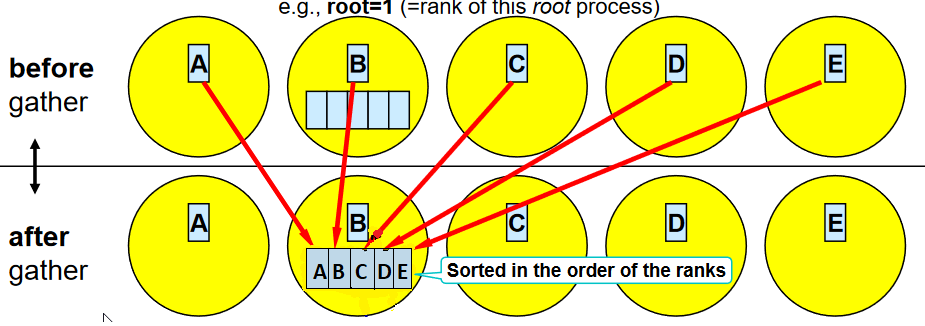 e.g., root=1 (=rank of this root process)
A B C D E
before
gather
A B C D E
after
gather
A B C D E
Sorted in the order of the ranks